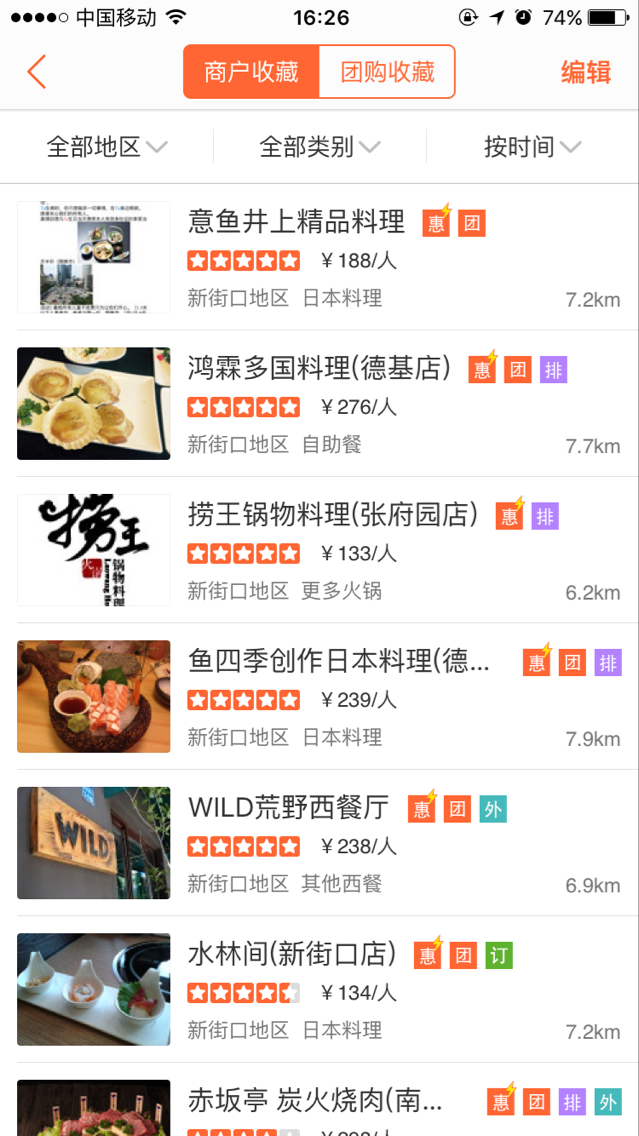 中国移动 16:26 74%
商户收藏 团购收藏 编辑
全部地区 全部类别 按时间
意鱼井上精品料理 惠 团
￥188/人
新街口地区 日本料理 7.2km
鸿霖多国料理(德基店) 惠 团 排
￥276/人
新街口地区 自助餐 7.7km
捞王
锅物料理
捞王锅物料理(张府园店) 惠 排
￥133/人
新街口地区 更多火锅 6.2km
鱼四季创作日本料理(德... 惠 团 排
￥239/人
新街口地区 日本料理 7.9km
WILD
WILD荒野西餐厅 惠 团 外
￥238/人
新街口地区 其他西餐 6.9km
水林间(新街口店) 惠 团 订
￥134/人
新街口地区 日本料理 7.2km
赤坂亭 炭火烧肉(南... 惠 团 排 外